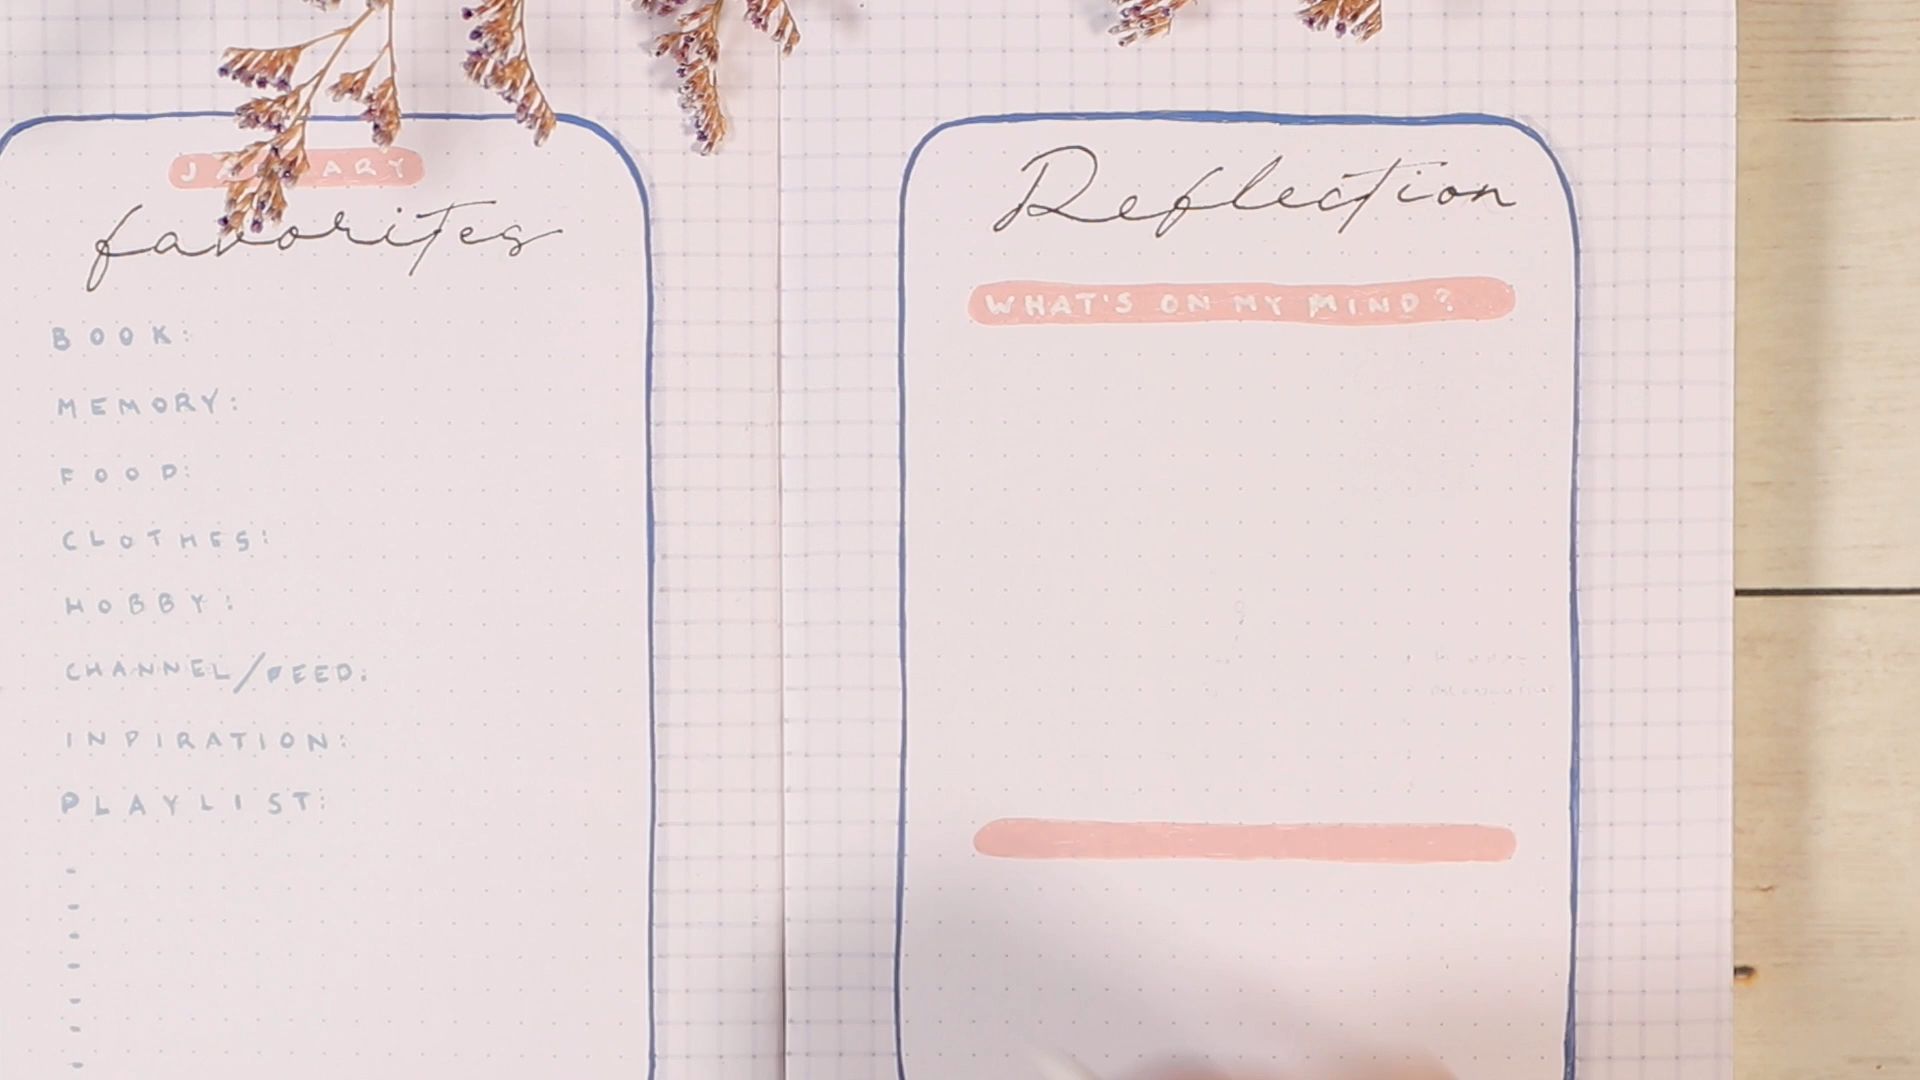 favorites
BOOK:
MEMORY:
FOOD:
CLOTHES:
HOBBY:
CHANNEL/FEED:
INPIRATION:
PLAYLIST:
Reflection
WHAT'S ON MY MIND?